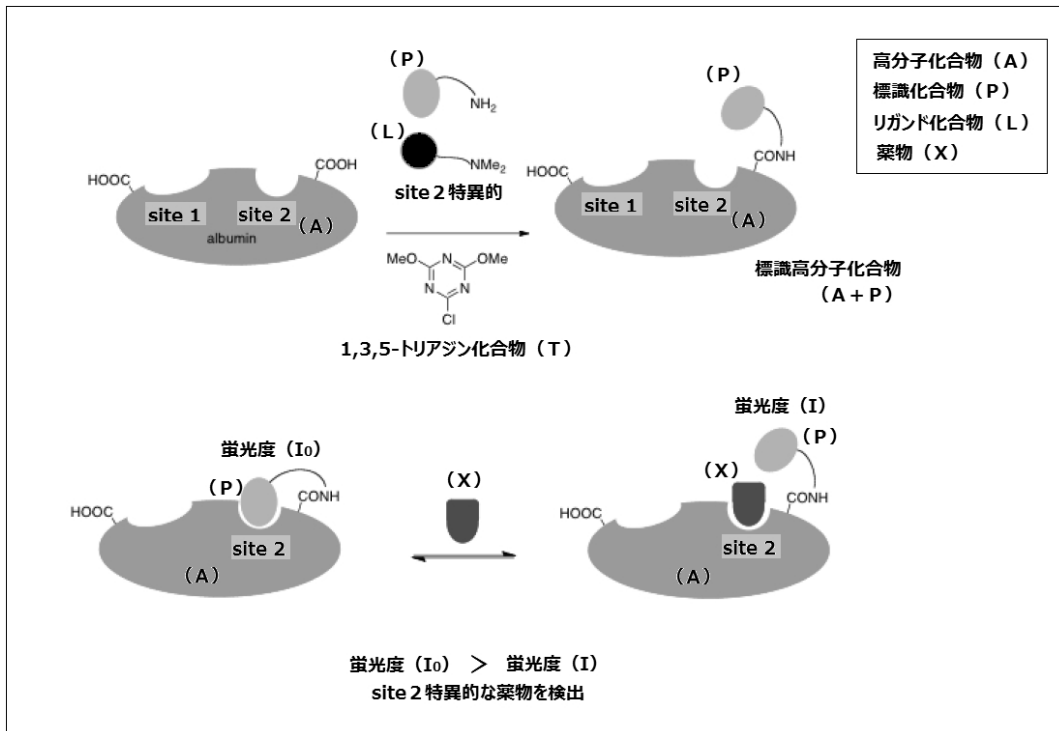 (P)
NH2
(L)
NMe2
site 2 特異的
HOOC
COOH
site 1
site 2
(A)
albumin
MeO
N
OMe
N
N
Cl
1,3,5-トリアジン化合物(T)
(P)
CONH
HOOC
site 1
site 2
(A)
標識高分子化合物
(A+P)
高分子化合物(A)
標識化合物(P)
リガンド化合物(L)
薬物(X)
蛍光度(I0)
(P)
CONH
HOOC
site 2
(A)
(X)
蛍光度(I)
(P)
(X)
CONH
HOOC
site 2
(A)
蛍光度(I0) > 蛍光度(I)
site 2 特異的な薬物を検出